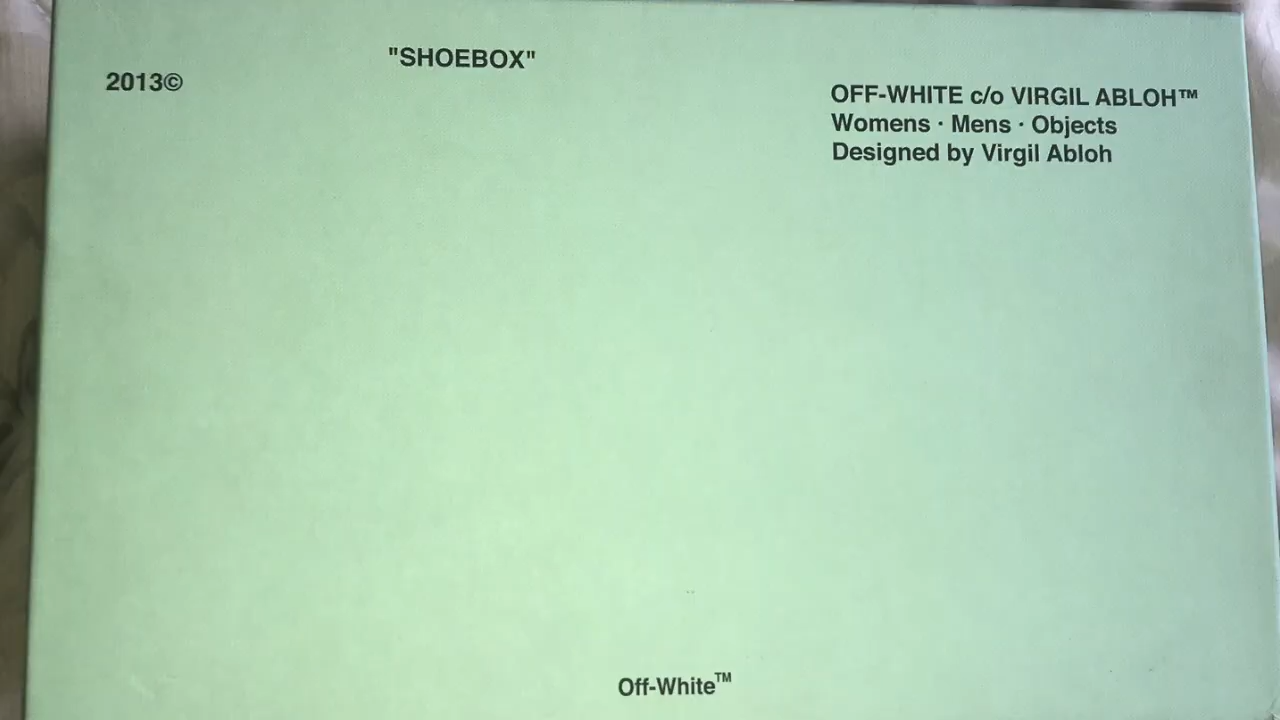 "SHOEBOX"
2013©
OFF-WHITE c/o VIRGIL ABLOH™
Womens · Mens · Objects
Designed by Virgil Abloh
Off-White™